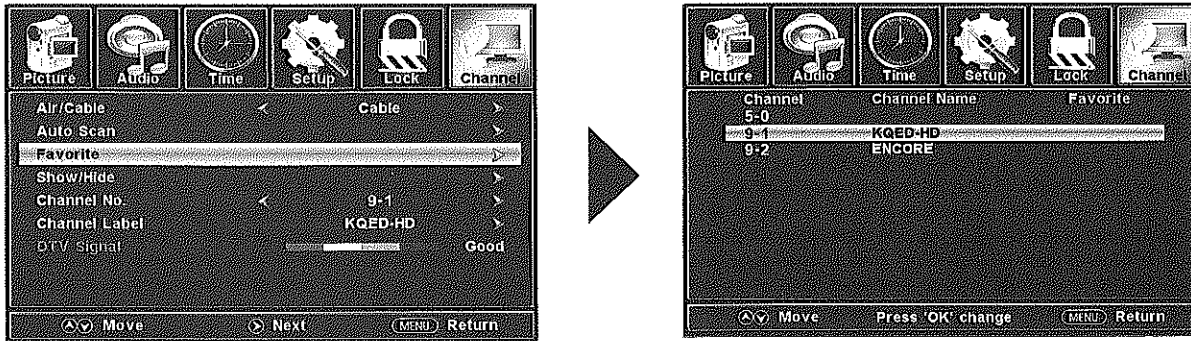 Picture Audio Time Setup Lock Channel
Air/Cable Cable
Auto Scan
Favorite
Show/Hide
Channel No. 9-1
Channel Label KQED-HD
DTV Signal Good
Move Next MENU Return
Picture Audio Time Setup Lock Channel
Channel Channel Name Favorite
5-0
9-1 KQED-HD
9-2 ENCORE
Move Press 'OK' change MENU Return